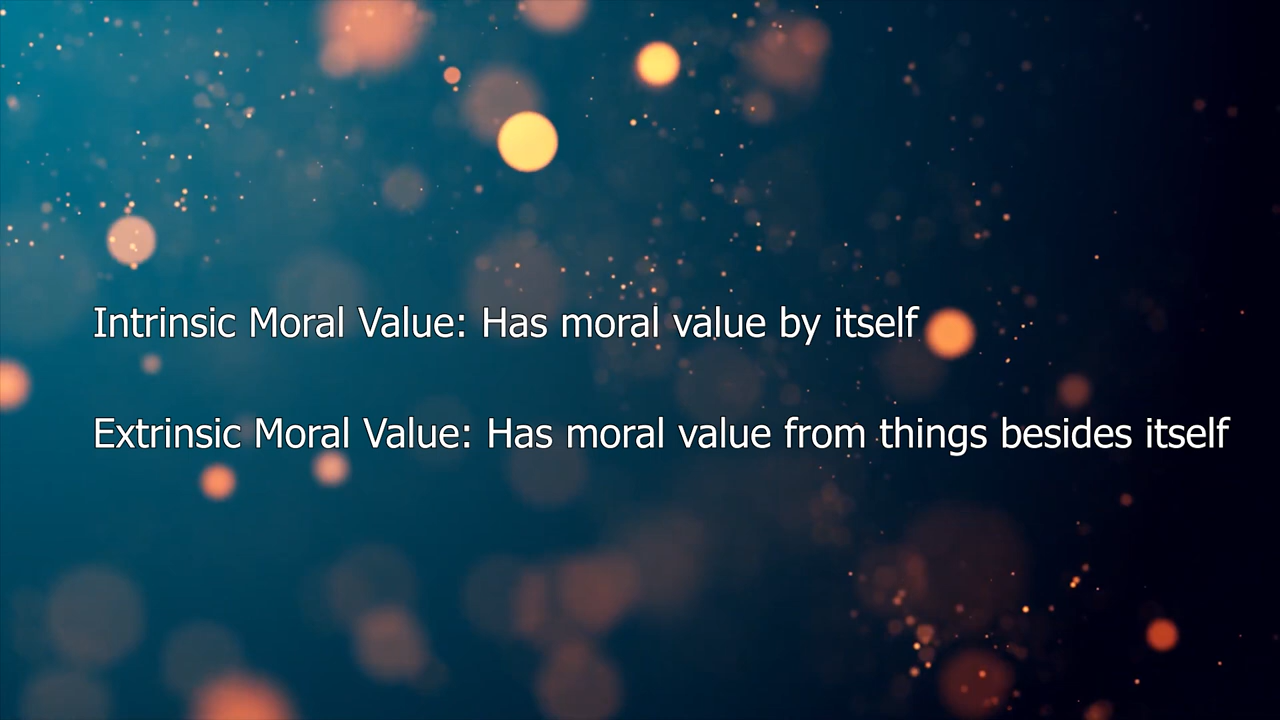 Intrinsic Moral Value: Has moral value by itself
Extrinsic Moral Value: Has moral value from things besides itself